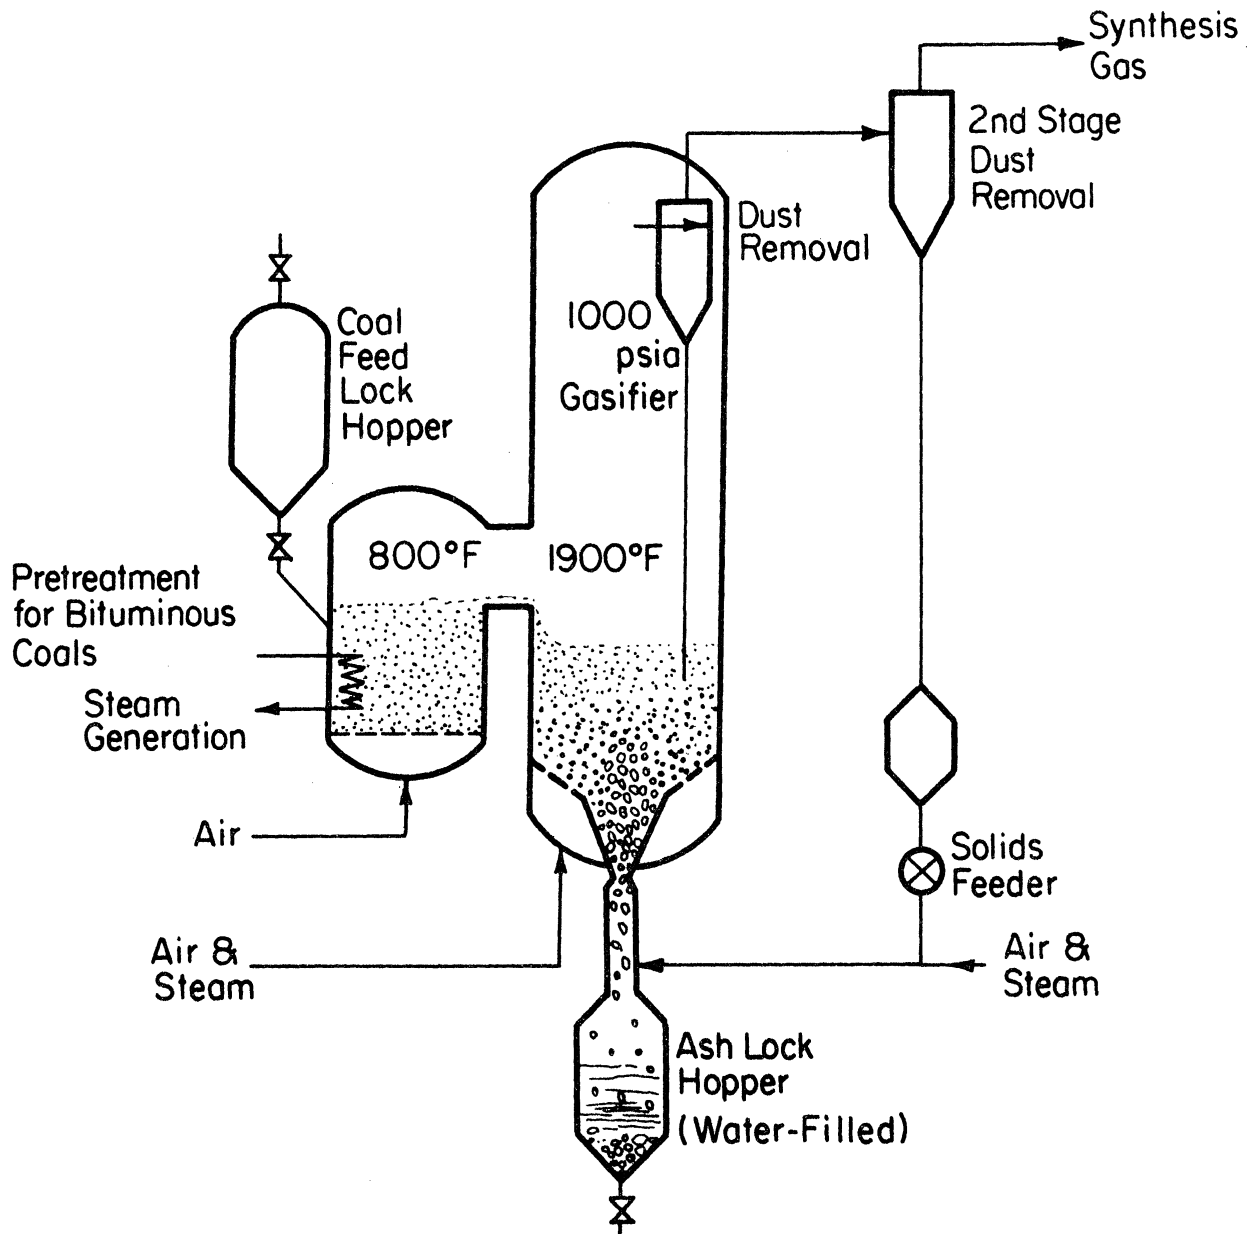 Synthesis
Gas
2nd Stage
Dust
Removal
Dust
Removal
1000
psia
Gasifier
Coal
Feed
Lock
Hopper
800°F
1900°F
Pretreatment
for Bituminous
Coals
Steam
Generation
Air
Solids
Feeder
Air &
Steam
Air &
Steam
Ash Lock
Hopper
(Water-Filled)